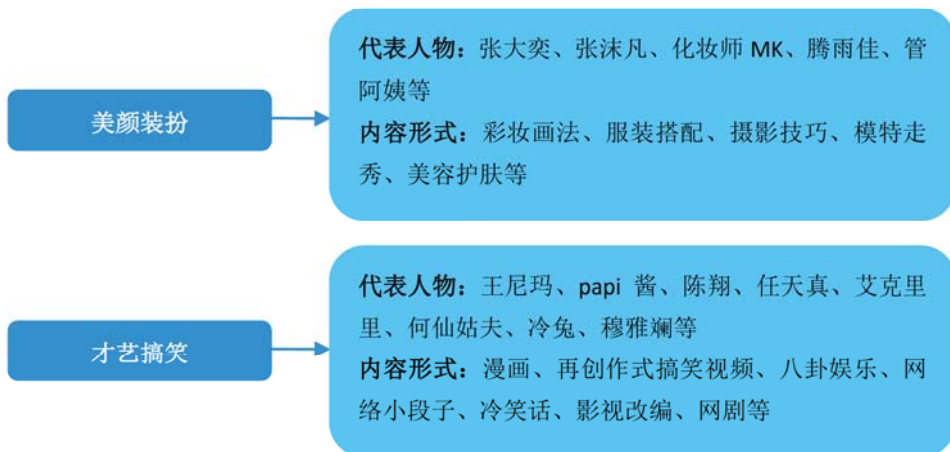 美颜装扮
代表人物：张大奕、张沫凡、化妆师 MK、腾雨佳、管
阿姨等
内容形式：彩妆画法、服装搭配、摄影技巧、模特走
秀、美容护肤等
才艺搞笑
代表人物：王尼玛、papi 酱、陈翔、任天真、艾克里
里、何仙姑夫、冷兔、穆雅斓等
内容形式：漫画、再创作式搞笑视频、八卦娱乐、网
络小段子、冷笑话、影视改编、网剧等